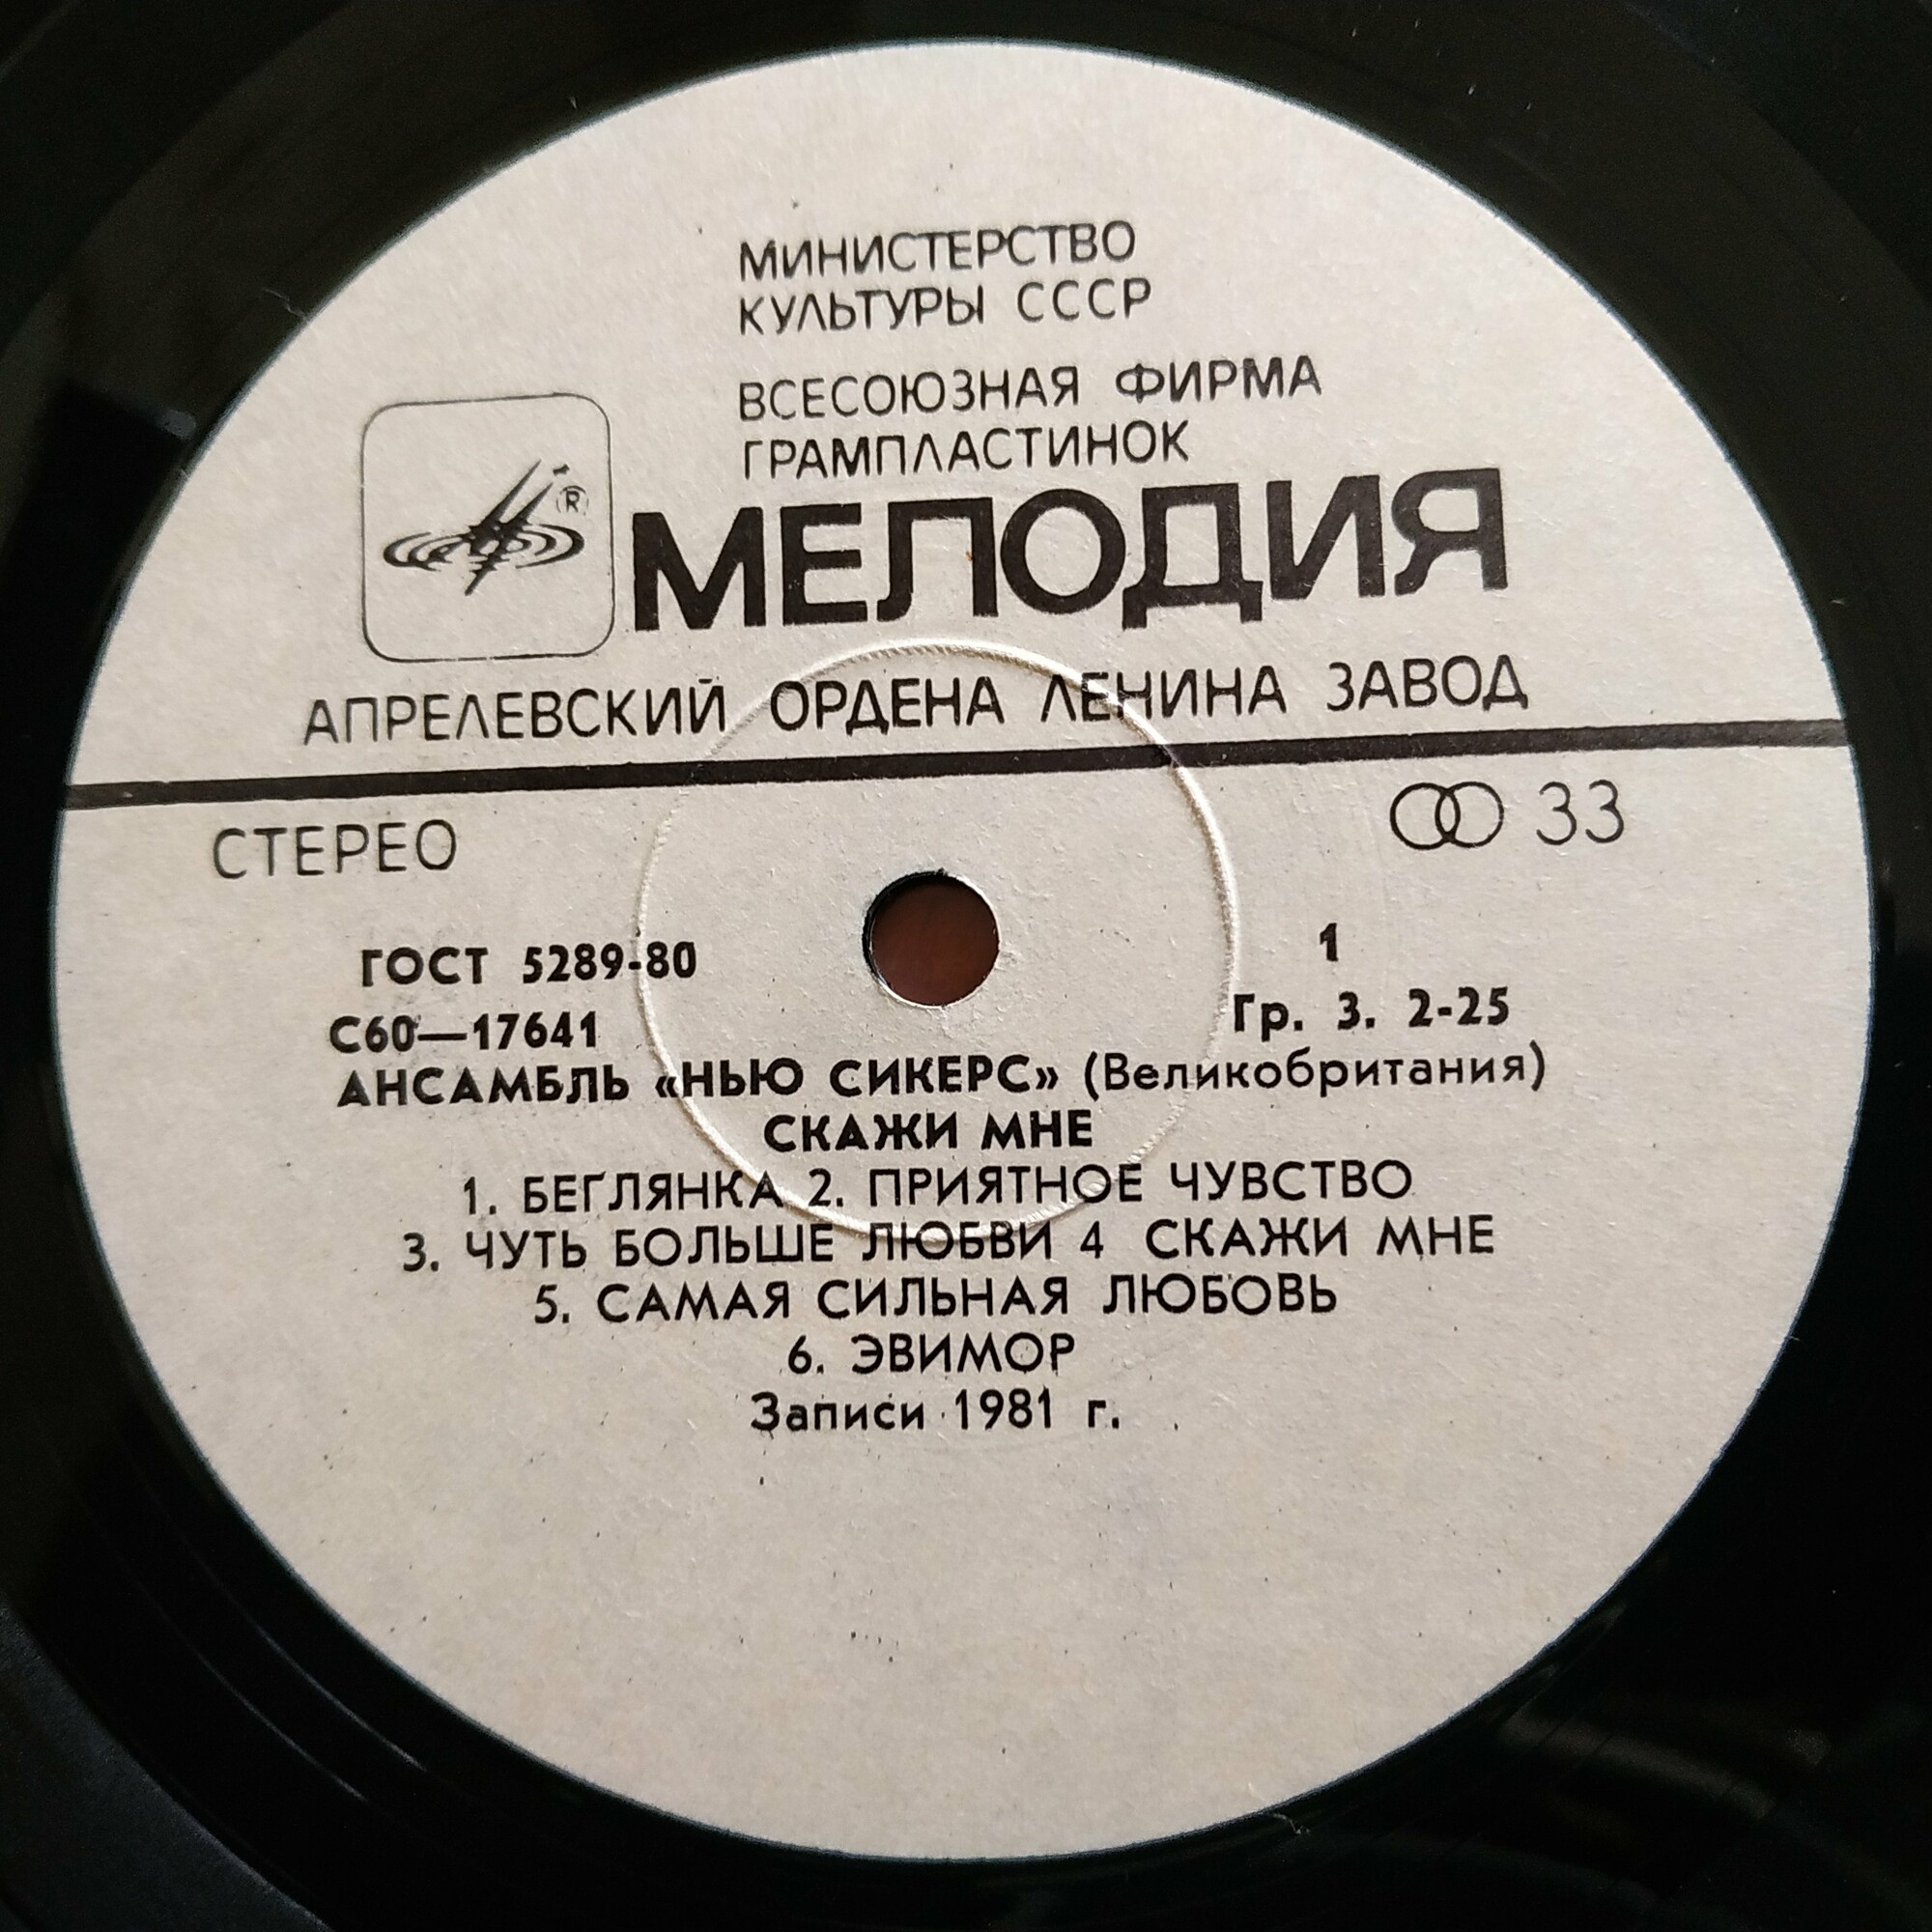 МИНИСТЕРСТВО
КУЛЬТУРЫ СССР
ВСЕСОЮЗНАЯ ФИРМА
ГРАМПЛАСТИНОК
®
МЕЛОДИЯ
АПРЕЛЕВСКИЙ ОРДЕНА ЛЕНИНА ЗАВОД
СТЕРЕО
33
ГОСТ 5289-80
1
С60—17641
Гр. 3. 2-25
АНСАМБЛЬ «НЬЮ СИКЕРС» (Великобритания)
СКАЖИ МНЕ
1. БЕГЛЯНКА 2. ПРИЯТНОЕ ЧУВСТВО
3. ЧУТЬ БОЛЬШЕ ЛЮБВИ 4 СКАЖИ МНЕ
5. САМАЯ СИЛЬНАЯ ЛЮБОВЬ
6. ЭВИМОР
Записи 1981 г.